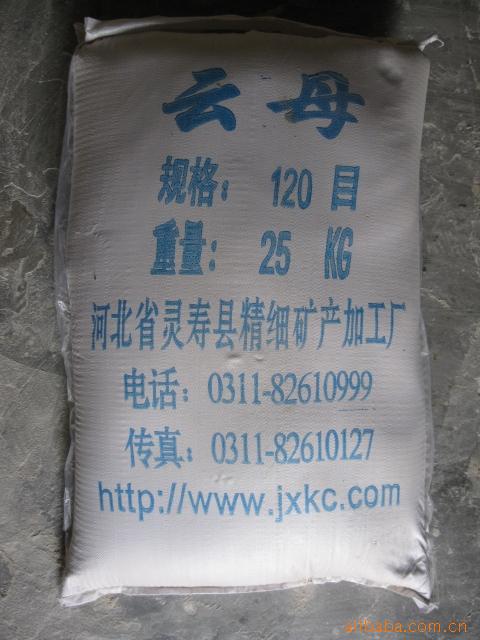 云母
规格： 120 目
重量： 25 KG
河北省灵寿县精细矿产加工厂
电话：0311-82610999
传真：0311-82610127
http://www.jxkc.com
alibaba.com.cn